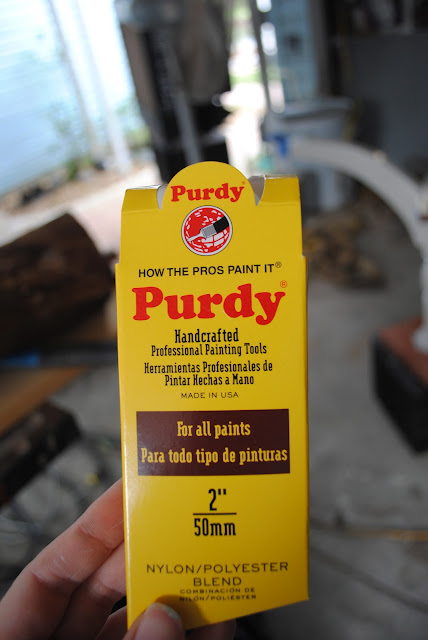 Purdy
HOW THE PROS PAINT IT®
Purdy®
Handcrafted
Professional Painting Tools
Herramientas Profesionales de
Pintar Hechas a Mano
MADE IN USA
For all paints
Para todo tipo de pinturas
2"
50mm
NYLON/POLYESTER
BLEND
COMBINACIÓN DE
NILON/POLIÉSTER